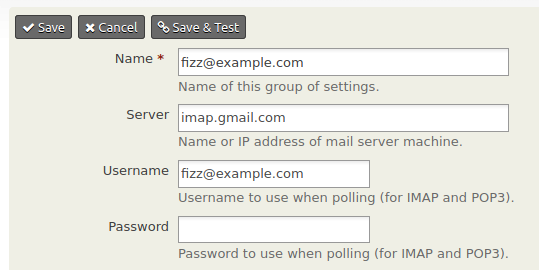 Save Cancel Save & Test
Name * fizz@example.com
Name of this group of settings.
Server imap.gmail.com
Name or IP address of mail server machine.
Username fizz@example.com
Username to use when polling (for IMAP and POP3).
Password
Password to use when polling (for IMAP and POP3).